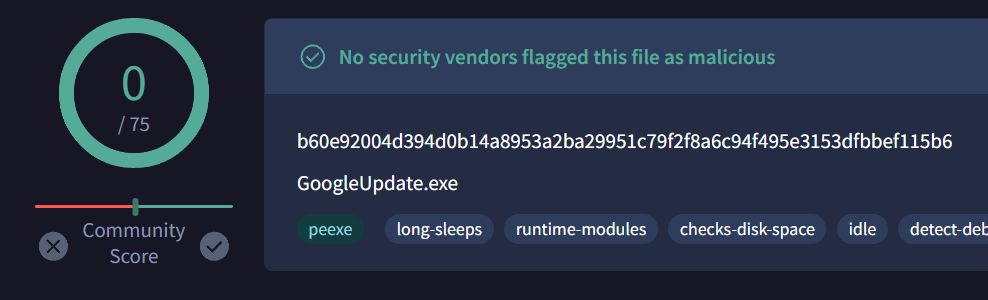 0
/ 75
Community
Score
No security vendors flagged this file as malicious
b60e92004d394d0b14a8953a2ba29951c79f2f8a6c94f495e3153dfbbef115b6
GoogleUpdate.exe
peexe long-sleeps runtime-modules checks-disk-space idle detect-deb